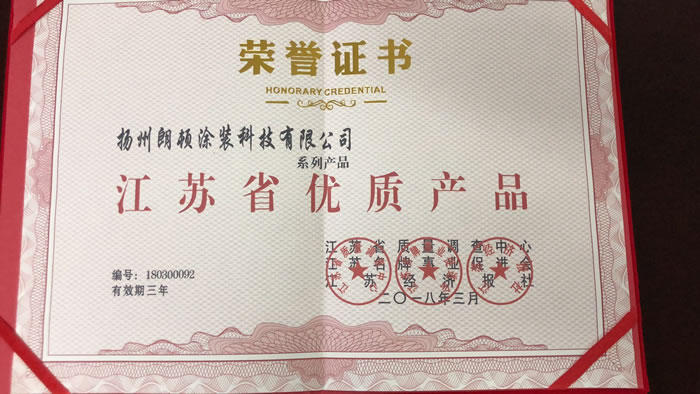 荣誉证书
HONORARY CREDENTIAL
扬州朗顿涂装科技有限公司
系列产品
江苏省优质产品
江苏省质量调查中心
江苏名牌事业促进会
江苏经济报社
编号：180300092
有效期三年
二〇一八年三月